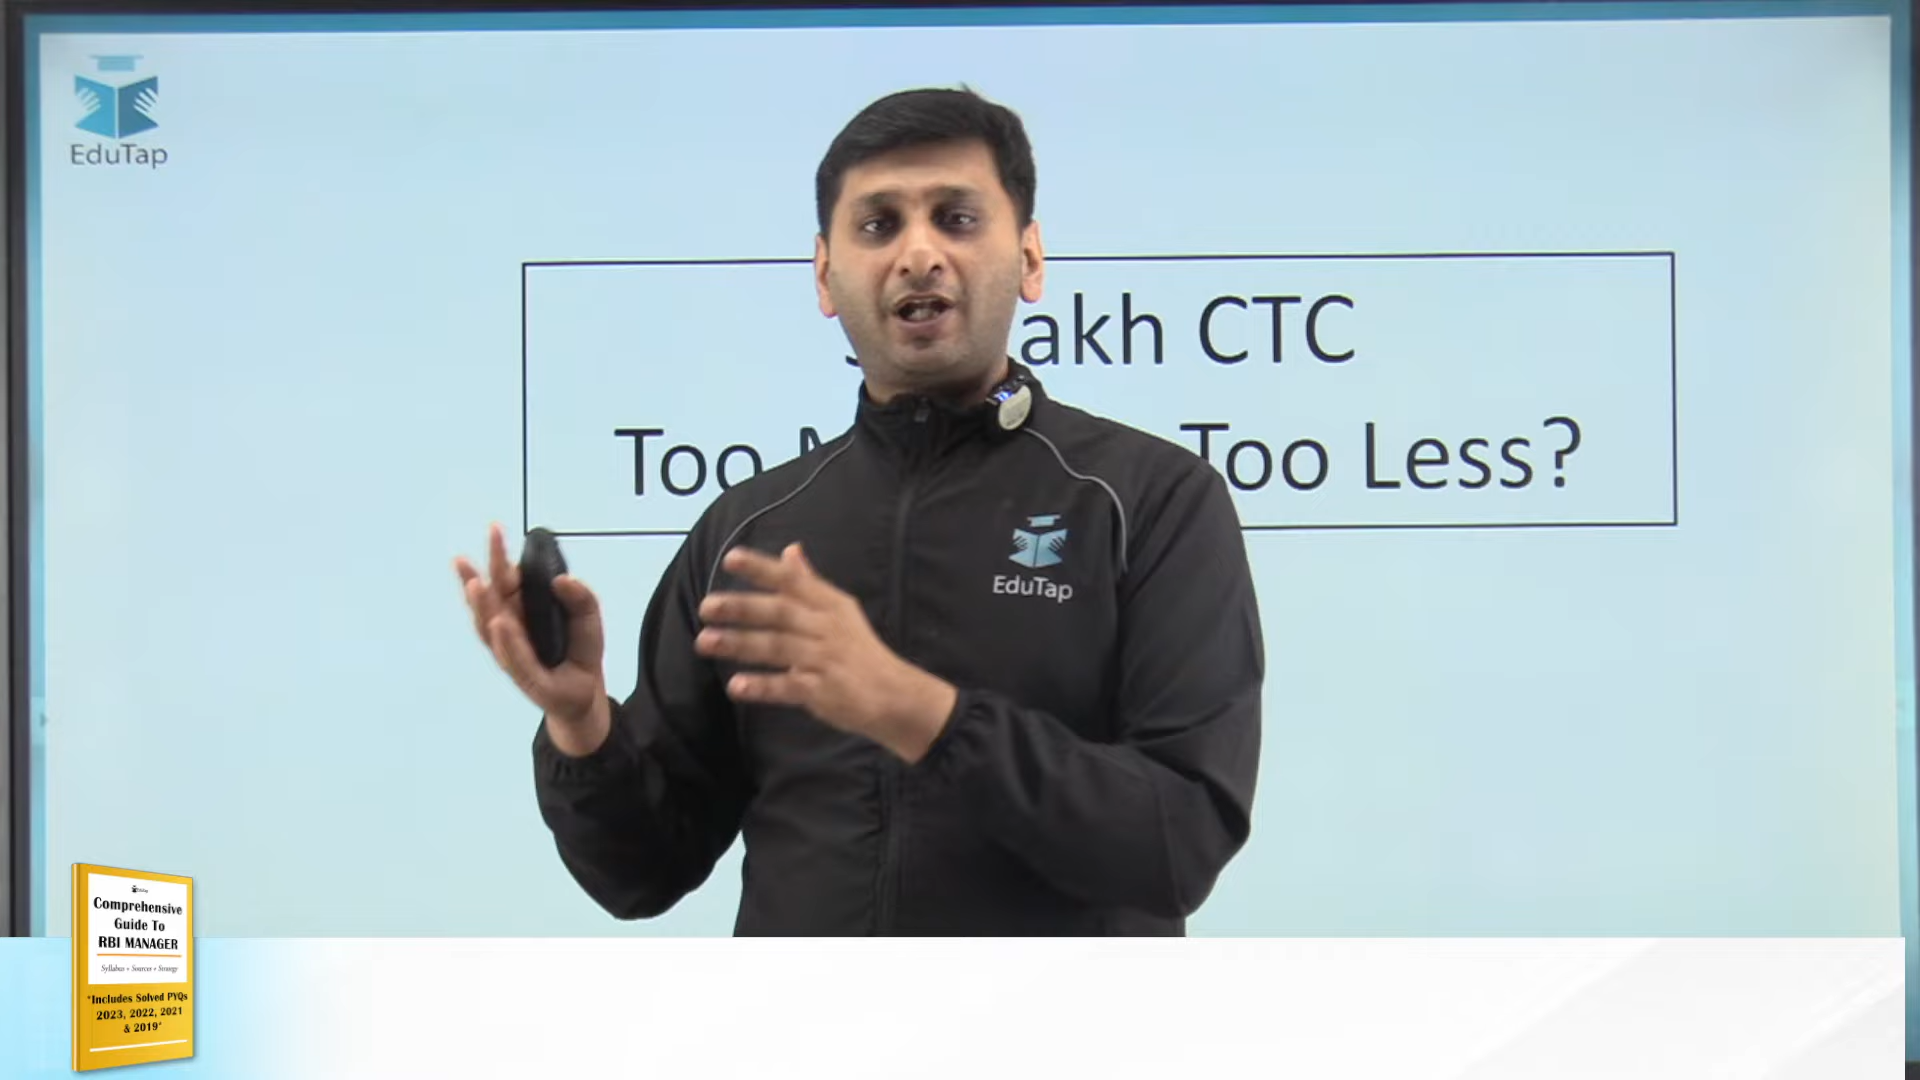 EduTap
akh CTC
Too
Too Less?
EduTap
Comprehensive
Guide To
RBI MANAGER
Syllabus + Sources + Strategy
*Includes Solved PYQs
2023, 2022, 2021
& 2019*